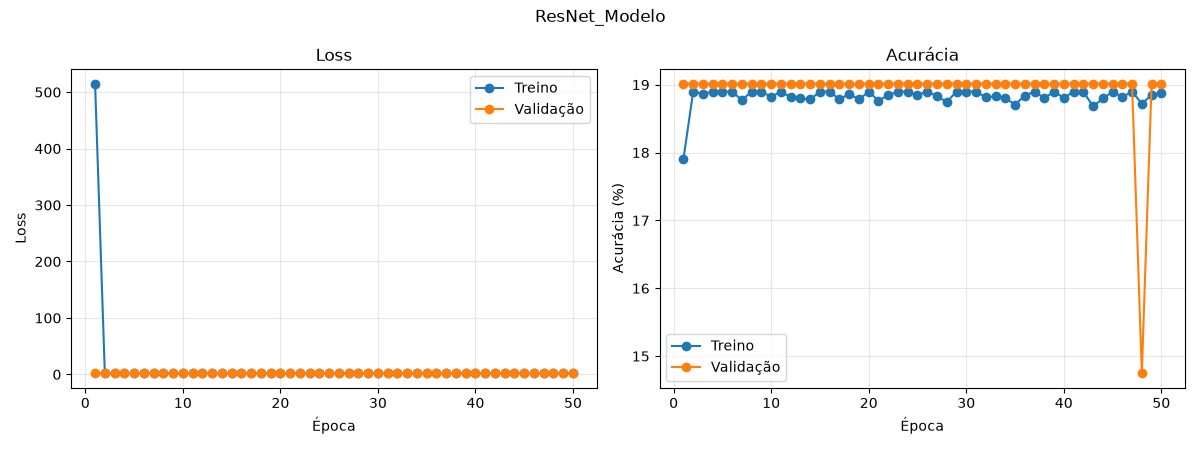 ResNet_Modelo
Loss
Acurácia
500
400
300
200
100
0
Loss
Treino
Validação
0 10 20 30 40 50
Época
19
18
17
16
15
Acurácia (%)
Treino
Validação
0 10 20 30 40 50
Época